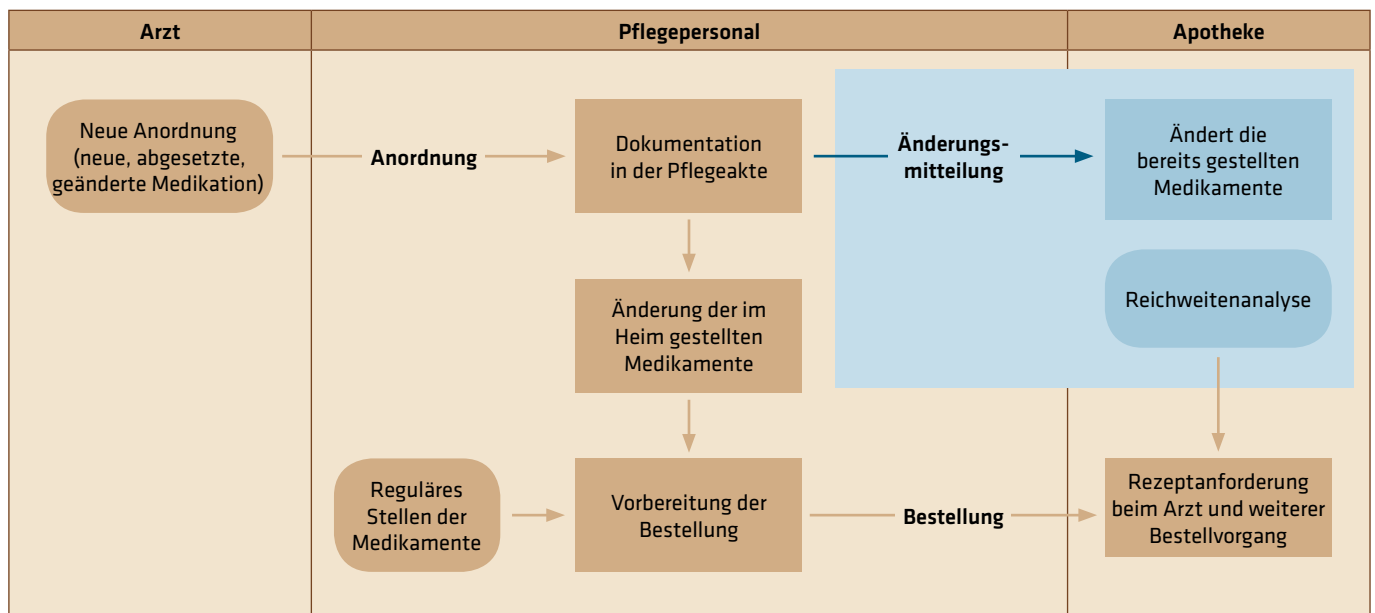 Arzt
Pflegepersonal
Apotheke
Neue Anordnung
(neue, abgesetzte,
geänderte Medikation)
Anordnung
Dokumentation
in der Pflegeakte
Änderungs-
mitteilung
Ändert die
bereits gestellten
Medikamente
Änderung der im
Heim gestellten
Medikamente
Reichweitenanalyse
Reguläres
Stellen der
Medikamente
Vorbereitung der
Bestellung
Bestellung
Rezeptanforderung
beim Arzt und weiterer
Bestellvorgang